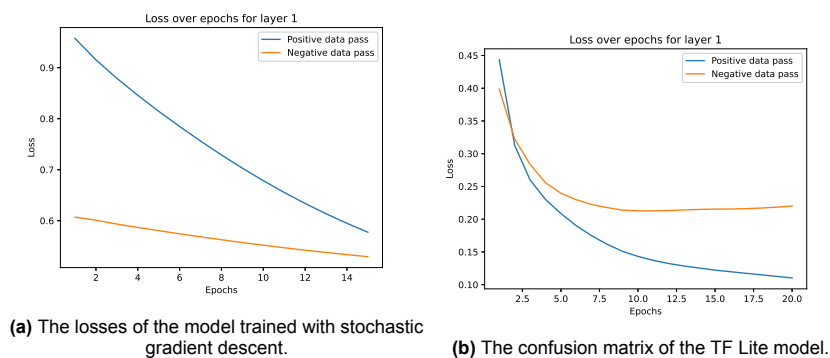 Loss over epochs for layer 1
Positive data pass
Negative data pass
0.9
0.8
0.7
0.6
Loss
2 4 6 8 10 12 14
Epochs
(a) The losses of the model trained with stochastic
gradient descent.
Loss over epochs for layer 1
Positive data pass
Negative data pass
0.45
0.40
0.35
0.30
0.25
0.20
0.15
0.10
Loss
2.5 5.0 7.5 10.0 12.5 15.0 17.5 20.0
Epochs
(b) The confusion matrix of the TF Lite model.